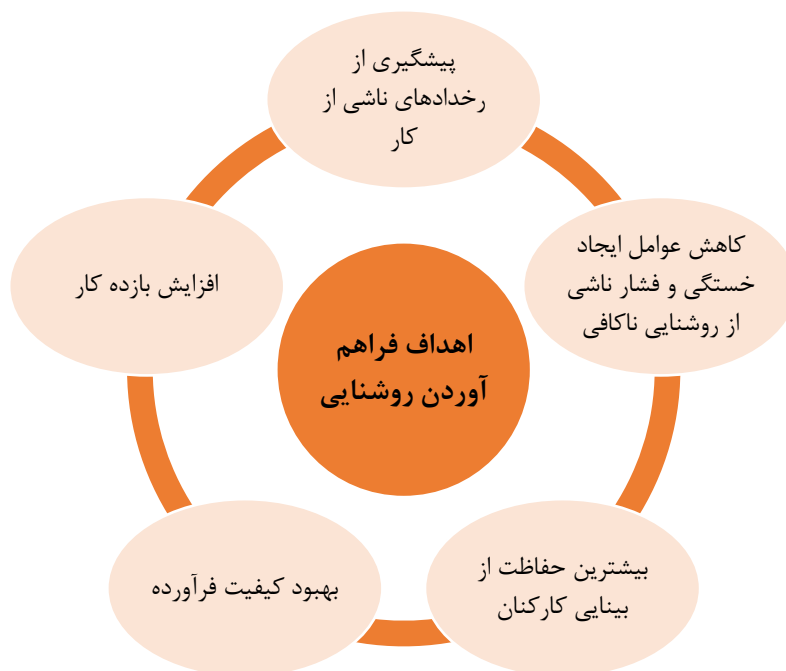 پیشگیری از
رخدادهای ناشی از
کار
کاهش عوامل ایجاد
خستگی و فشار ناشی
از روشنایی ناکافی
بیشترین حفاظت از
بینایی کارکنان
بهبود کیفیت فرآورده
افزایش بازده کار
اهداف فراهم
آوردن روشنایی